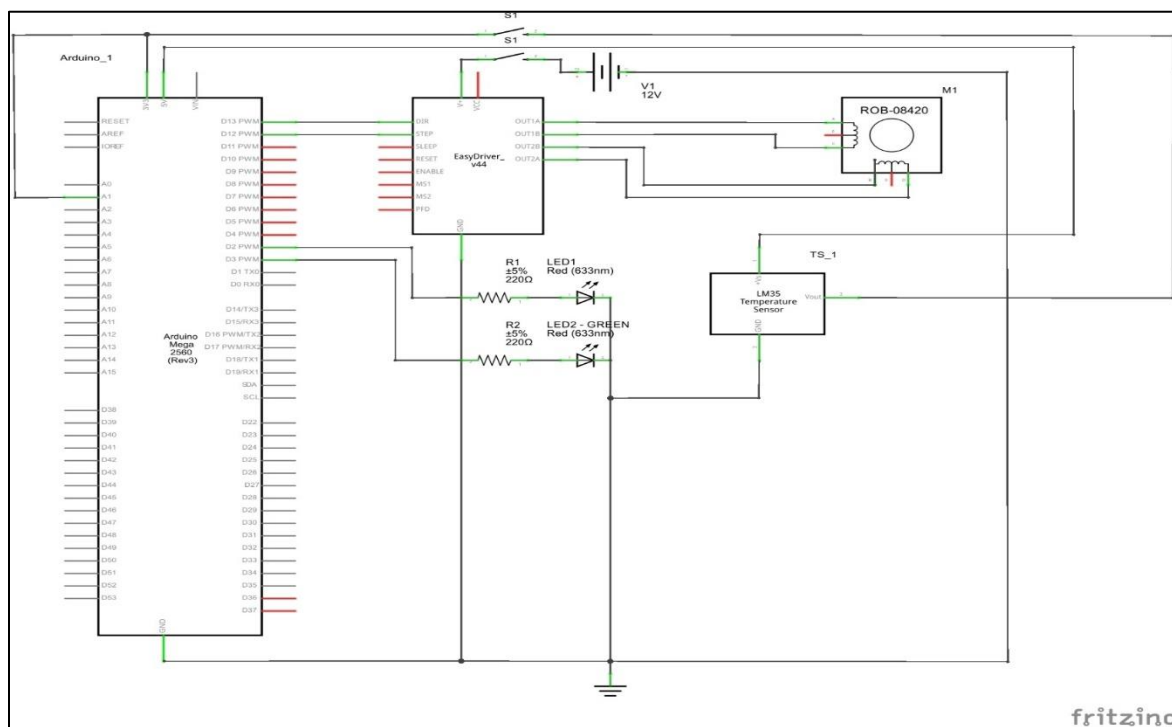 S1
S1
Arduino_1
V1
12V
M1
ROB-08420
3V3
5V
VIN
V+
VCC
RESET
AREF
IOREF
A0
A1
A2
A3
A4
A5
A6
A7
A8
A9
A10
A11
A12
A13
A14
A15
D38
D39
D40
D41
D42
D43
D44
D45
D46
D47
D48
D49
D50
D51
D52
D53
Arduino
Mega
2560
(Rev3)
D13 PWM
D12 PWM
D11 PWM
D10 PWM
D9 PWM
D8 PWM
D7 PWM
D6 PWM
D5 PWM
D4 PWM
D2 PWM
D3 PWM
D1 TX0
D0 RX0
D14/TX3
D15/RX3
D16 PWM/TX2
D17 PWM/RX2
D18/TX1
D19/RX1
SDA
SCL
D22
D23
D24
D25
D26
D27
D28
D29
D30
D31
D32
D33
D34
D35
D36
D37
GND
DIR
STEP
SLEEP
RESET
ENABLE
MS1
MS2
PFD
EasyDriver_
v44
OUT1A
OUT1B
OUT2B
OUT2A
GND
R1
±5%
220Ω
LED1
Red (633nm)
R2
±5%
220Ω
LED2 - GREEN
Red (633nm)
TS_1
+Vs
LM35
Temperature
Sensor
Vout
GND
fritzing